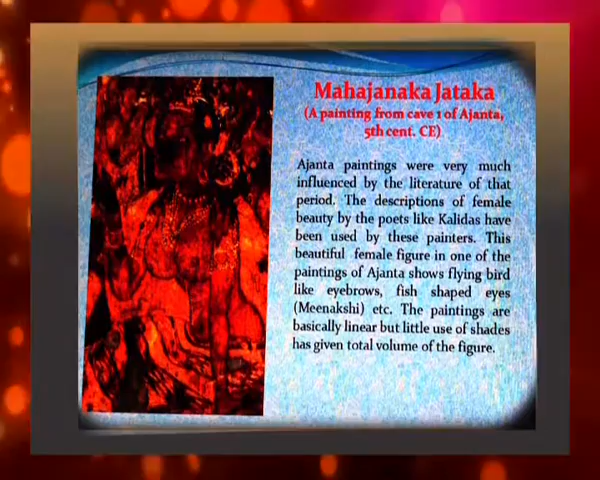 Mahajanaka Jataka
(A painting from cave 1 of Ajanta,
5th cent. CE)
Ajanta paintings were very much
influenced by the literature of that
period. The descriptions of female
beauty by the poets like Kalidas have
been used by these painters. This
beautiful female figure in one of the
paintings of Ajanta shows flying bird
like eyebrows, fish shaped eyes
(Meenakshi) etc. The paintings are
basically linear but little use of shades
has given total volume of the figure.